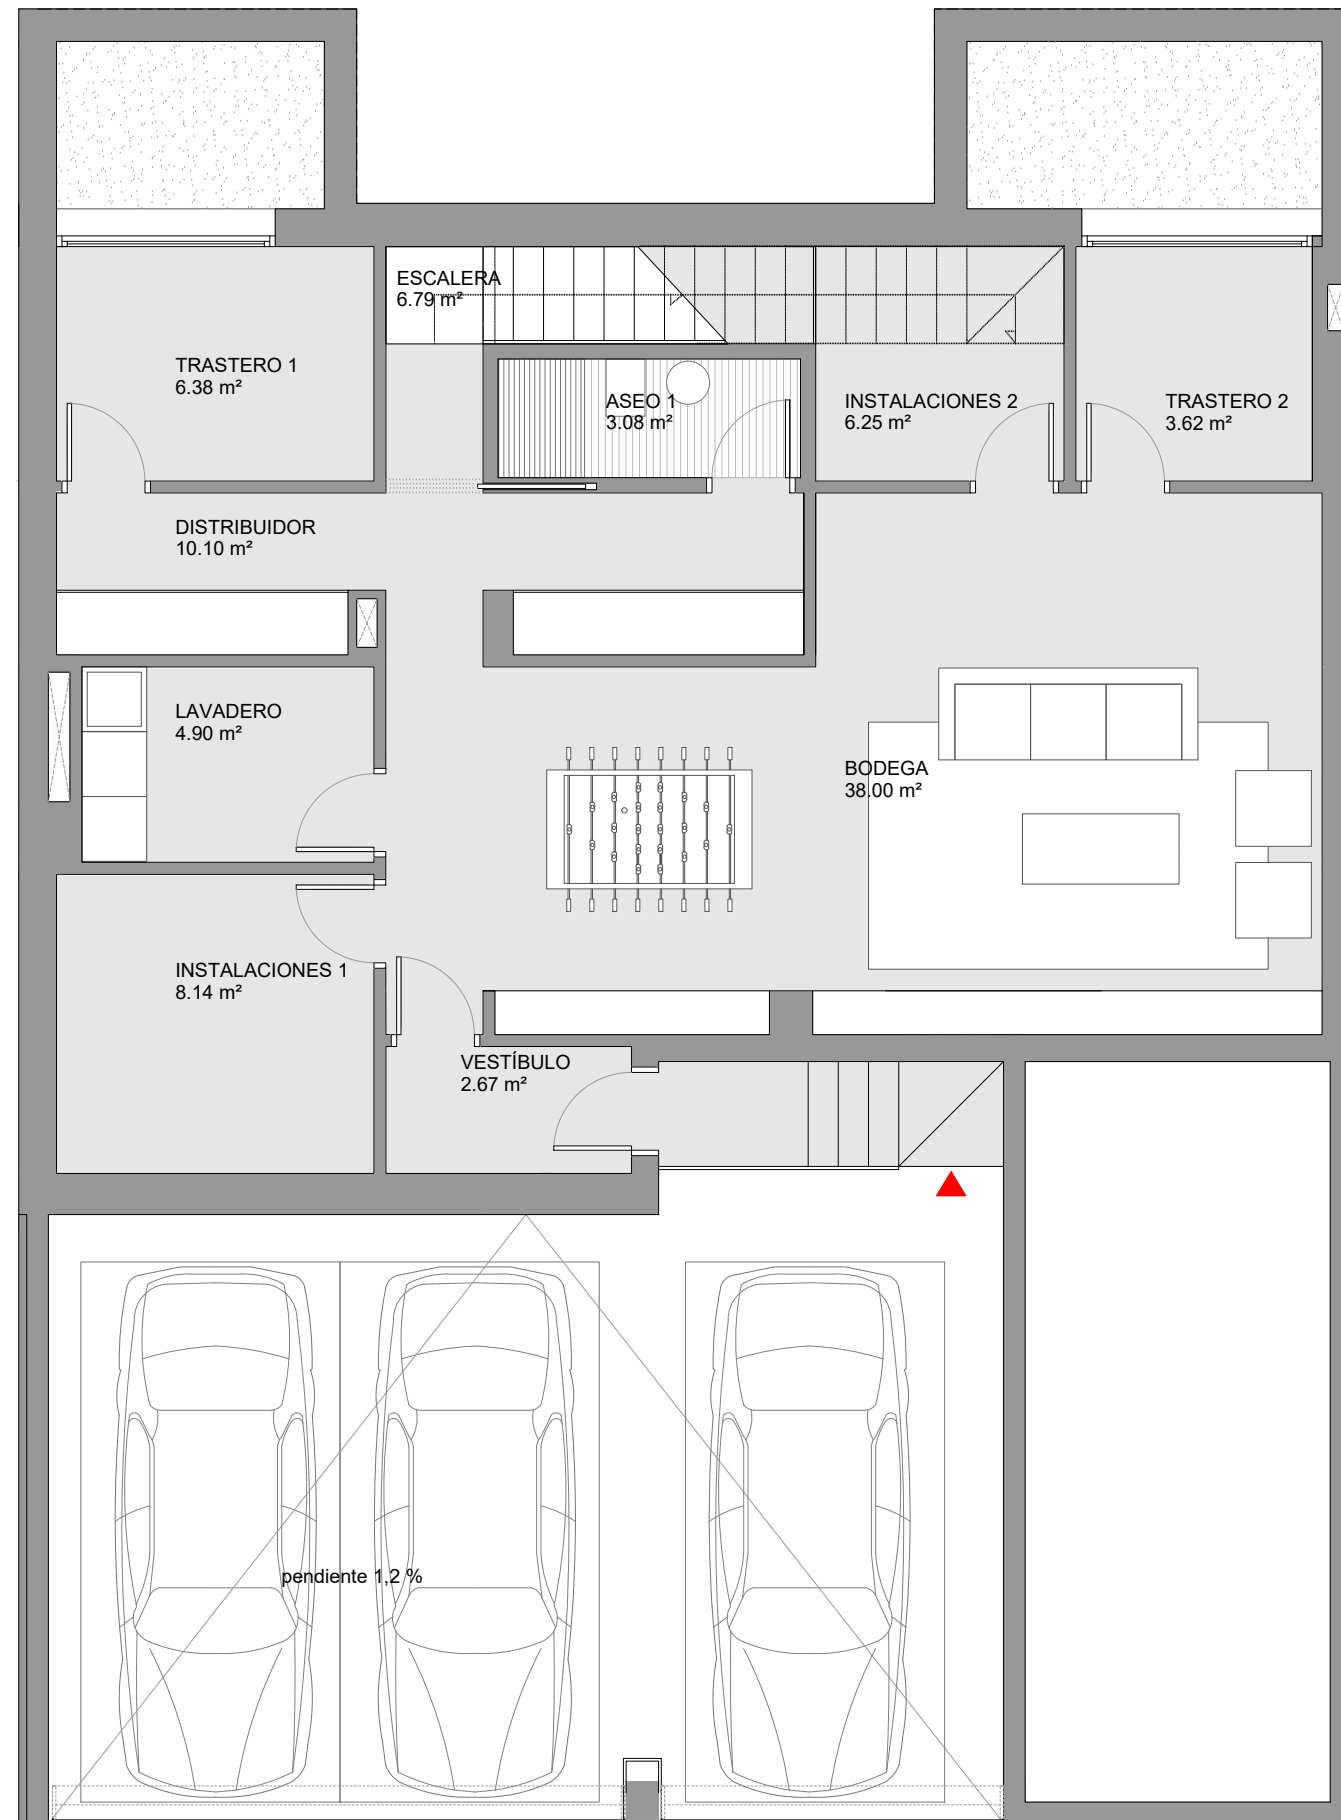 ESCALERA
6.79 m²
TRASTERO 1
6.38 m²
ASEO 1
3.08 m²
INSTALACIONES 2
6.25 m²
TRASTERO 2
3.62 m²
DISTRIBUIDOR
10.10 m²
LAVADERO
4.90 m²
BODEGA
38.00 m²
INSTALACIONES 1
8.14 m²
VESTÍBULO
2.67 m²
pendiente 1,2 %